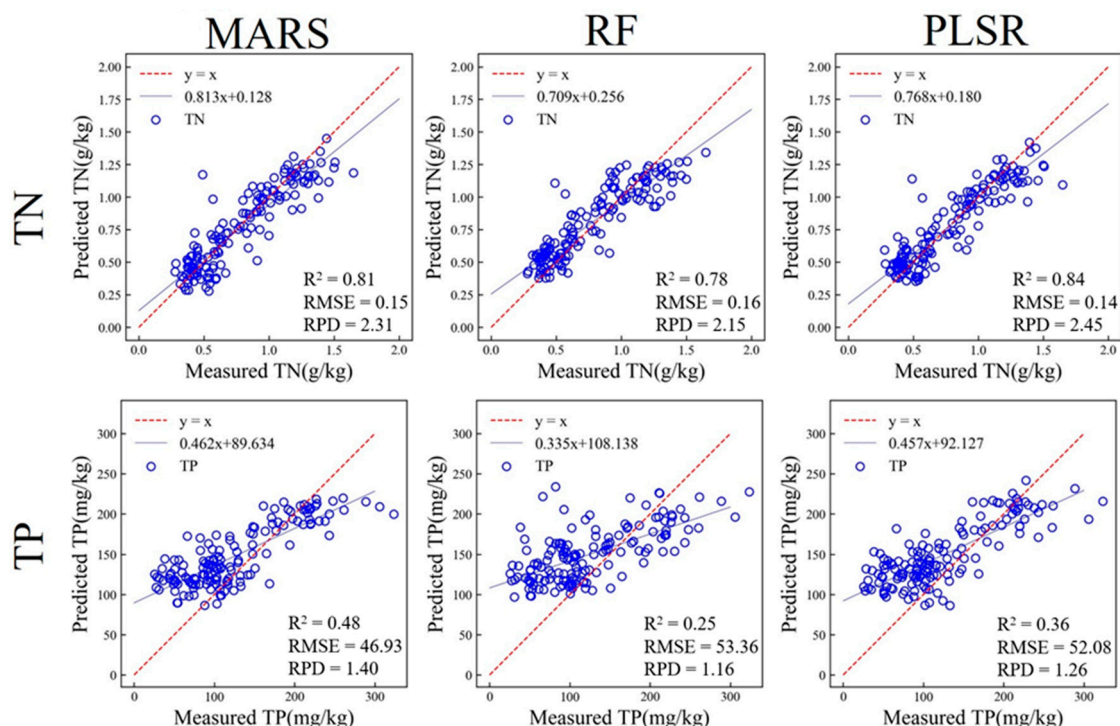 MARS
RF
PLSR
TN
y = x
0.813x+0.128
TN
R² = 0.81
RMSE = 0.15
RPD = 2.31
Predicted TN(g/kg)
2.00
1.75
1.50
1.25
1.00
0.75
0.50
0.25
0.00
0.0 0.5 1.0 1.5 2.0
Measured TN(g/kg)
y = x
0.709x+0.256
TN
R² = 0.78
RMSE = 0.16
RPD = 2.15
Predicted TN(g/kg)
2.00
1.75
1.50
1.25
1.00
0.75
0.50
0.25
0.00
0.0 0.5 1.0 1.5 2.0
Measured TN(g/kg)
y = x
0.768x+0.180
TN
R² = 0.84
RMSE = 0.14
RPD = 2.45
Predicted TN(g/kg)
2.00
1.75
1.50
1.25
1.00
0.75
0.50
0.25
0.00
0.0 0.5 1.0 1.5 2.0
Measured TN(g/kg)
TP
y = x
0.462x+89.634
TP
R² = 0.48
RMSE = 46.93
RPD = 1.40
Predicted TP(mg/kg)
300
250
200
150
100
50
0
0 100 200 300
Measured TP(mg/kg)
y = x
0.335x+108.138
TP
R² = 0.25
RMSE = 53.36
RPD = 1.16
Predicted TP(mg/kg)
300
250
200
150
100
50
0
0 100 200 300
Measured TP(mg/kg)
y = x
0.457x+92.127
TP
R² = 0.36
RMSE = 52.08
RPD = 1.26
Predicted TP(mg/kg)
300
250
200
150
100
50
0
0 100 200 300
Measured TP(mg/kg)